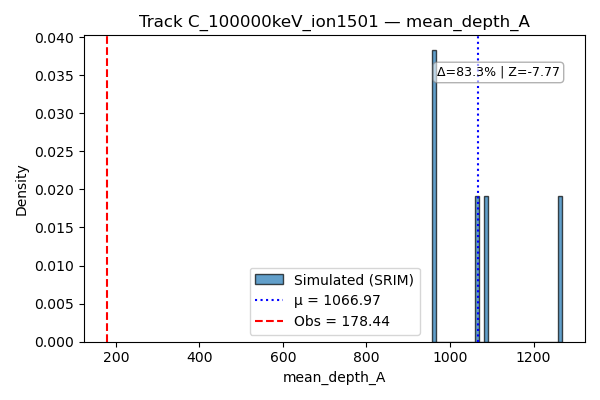 Track C_100000keV_ion1501 — mean_depth_A
0.040
0.035
0.030
0.025
0.020
0.015
0.010
0.005
0.000
Density
Δ=83.3% | Z=-7.77
Simulated (SRIM)
μ = 1066.97
Obs = 178.44
200 400 600 800 1000 1200
mean_depth_A